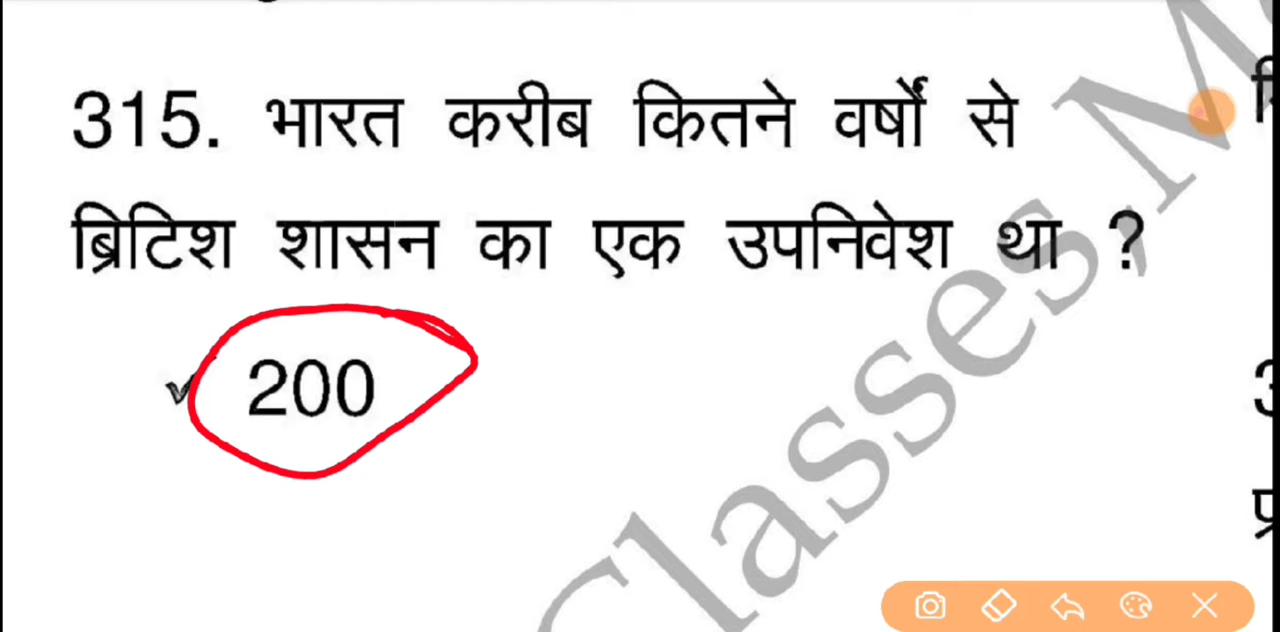 315. भारत करीब कितने वर्षों से
ब्रिटिश शासन का एक उपनिवेश था ?
✓ 200
Classes, M